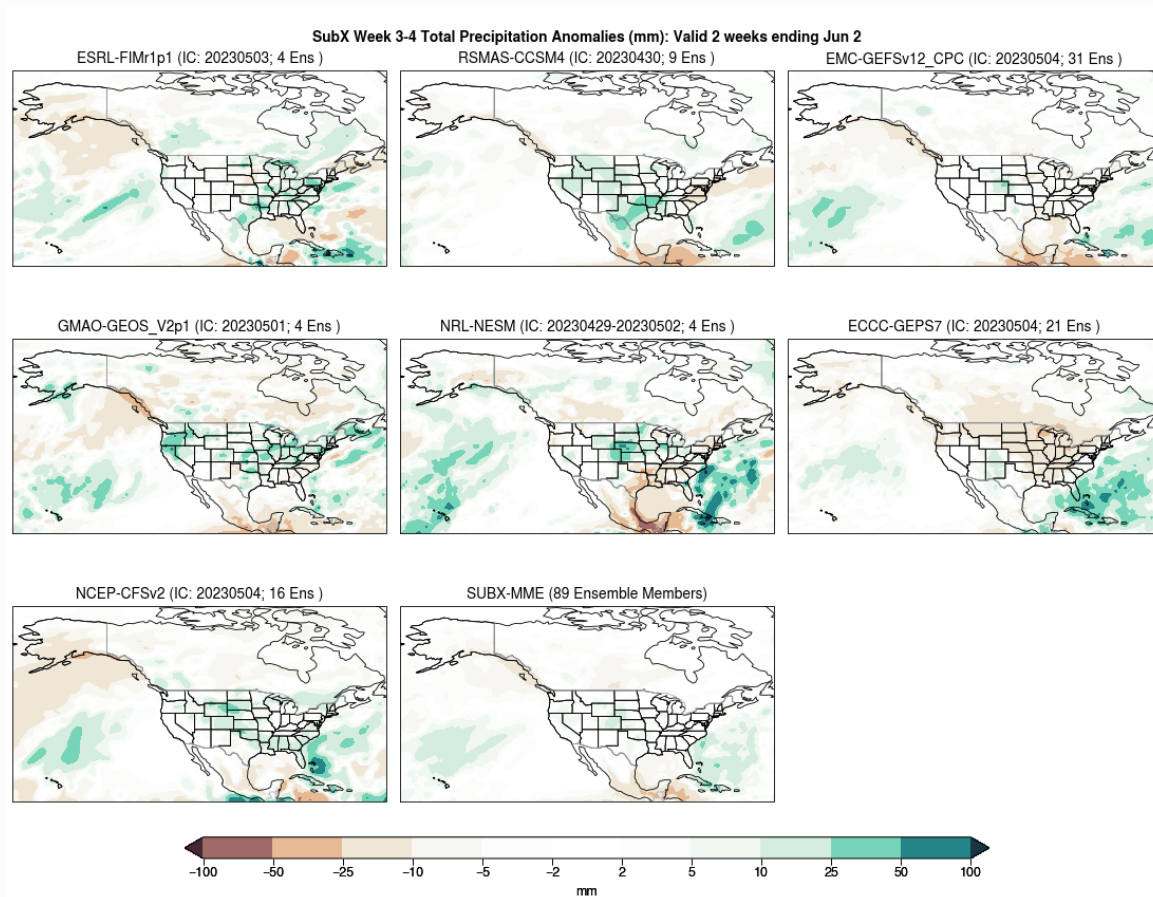 SubX Week 3-4 Total Precipitation Anomalies (mm): Valid 2 weeks ending Jun 2
ESRL-FIMr1p1 (IC: 20230503; 4 Ens )
RSMAS-CCSM4 (IC: 20230430; 9 Ens )
EMC-GEFSv12_CPC (IC: 20230504; 31 Ens )
GMAO-GEOS_V2p1 (IC: 20230501; 4 Ens )
NRL-NESM (IC: 20230429-20230502; 4 Ens )
ECCC-GEPS7 (IC: 20230504; 21 Ens )
NCEP-CFSv2 (IC: 20230504; 16 Ens )
SUBX-MME (89 Ensemble Members)
−100 −50 −25 −10 −5 −2 2 5 10 25 50 100
mm